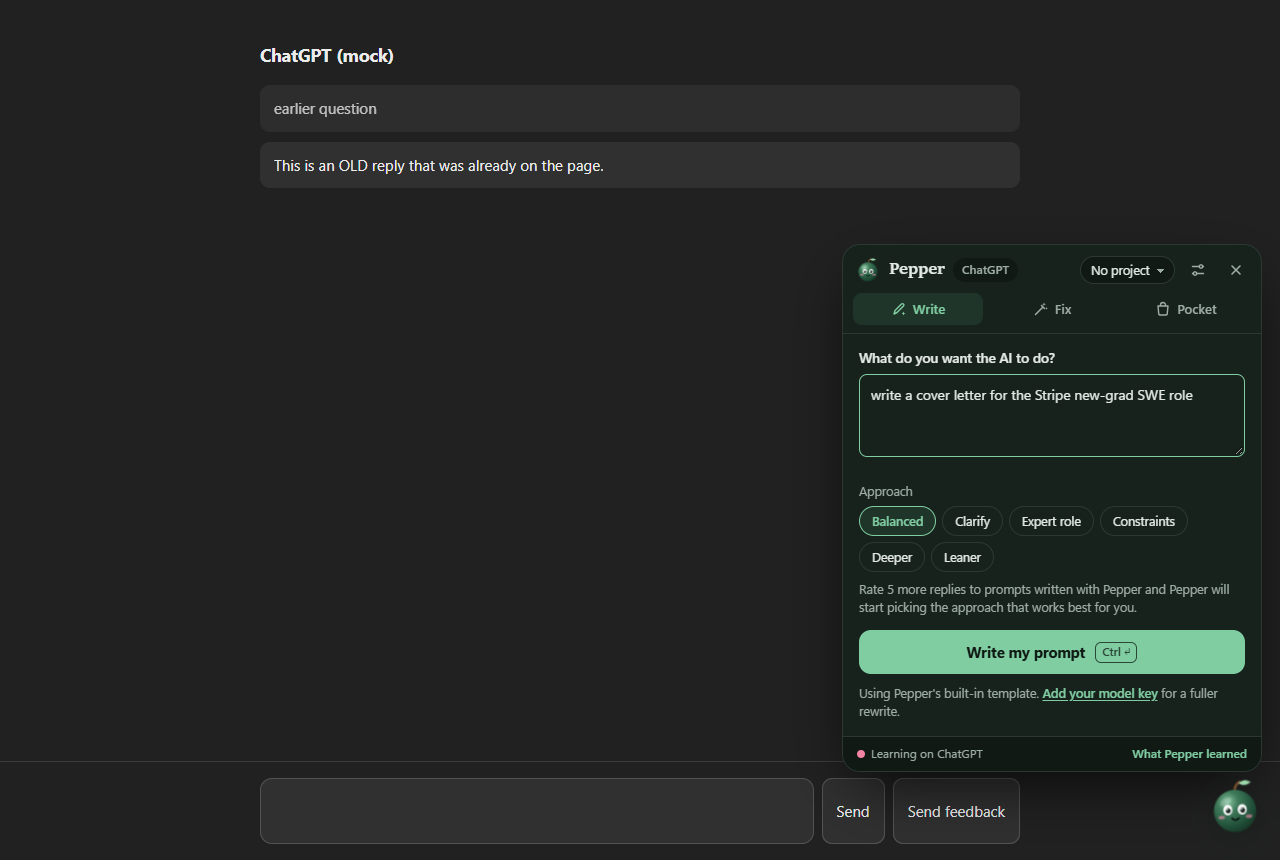 ChatGPT (mock)
earlier question
This is an OLD reply that was already on the page.
Pepper ChatGPT No project
Write Fix Pocket
What do you want the AI to do?
write a cover letter for the Stripe new-grad SWE role
Approach
Balanced Clarify Expert role Constraints
Deeper Leaner
Rate 5 more replies to prompts written with Pepper and Pepper will
start picking the approach that works best for you.
Write my prompt Ctrl ⏎
Using Pepper's built-in template. Add your model key for a fuller
rewrite.
Learning on ChatGPT What Pepper learned
Send Send feedback